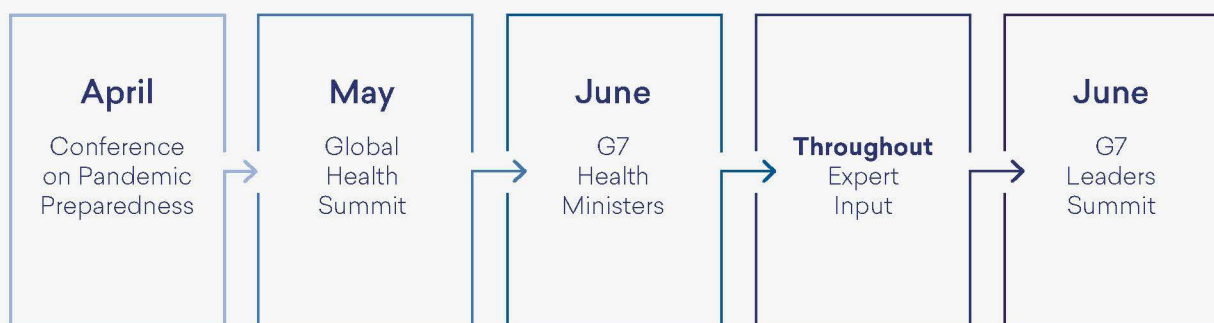 April
Conference
on Pandemic
Preparedness
May
Global
Health
Summit
June
G7
Health
Ministers
Throughout
Expert
Input
June
G7
Leaders
Summit